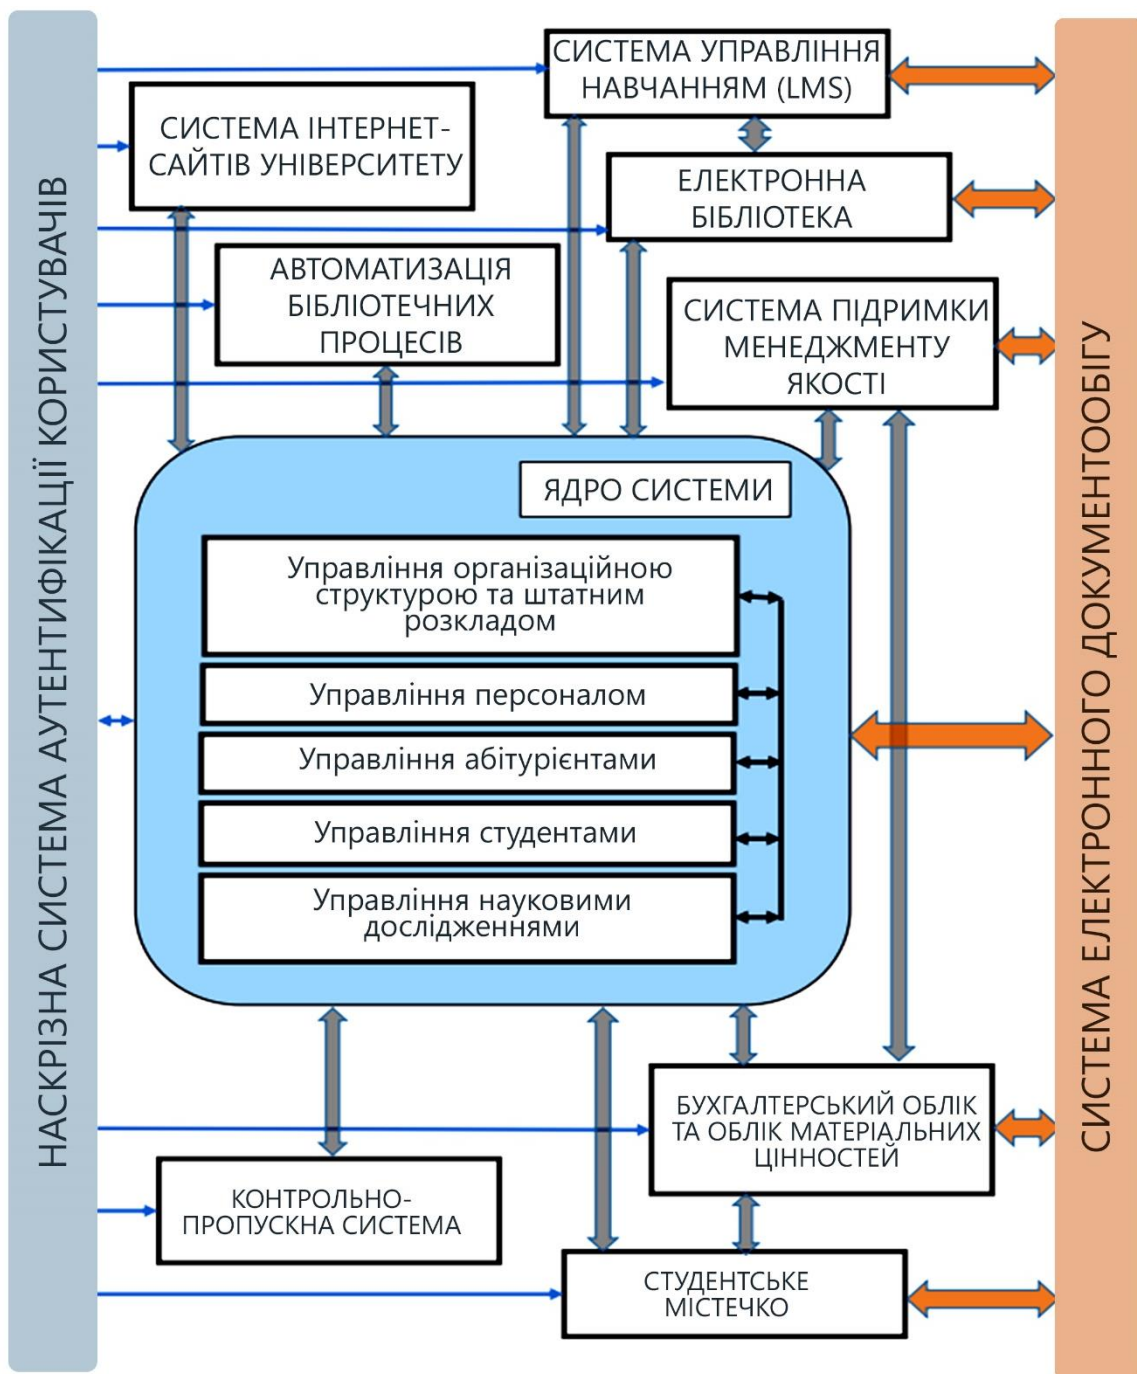 НАСКРІЗНА СИСТЕМА АУТЕНТИФІКАЦІЇ КОРИСТУВАЧІВ
СИСТЕМА УПРАВЛІННЯ
НАВЧАННЯМ (LMS)
СИСТЕМА ІНТЕРНЕТ-
САЙТІВ УНІВЕРСИТЕТУ
ЕЛЕКТРОННА
БІБЛІОТЕКА
АВТОМАТИЗАЦІЯ
БІБЛІОТЕЧНИХ
ПРОЦЕСІВ
СИСТЕМА ПІДРИМКИ
МЕНЕДЖМЕНТУ
ЯКОСТІ
ЯДРО СИСТЕМИ
Управління організаційною
структурою та штатним
розкладом
Управління персоналом
Управління абітурієнтами
Управління студентами
Управління науковими
дослідженнями
БУХГАЛТЕРСЬКИЙ ОБЛІК
ТА ОБЛІК МАТЕРІАЛЬНИХ
ЦІННОСТЕЙ
КОНТРОЛЬНО-
ПРОПУСКНА СИСТЕМА
СТУДЕНТСЬКЕ
МІСТЕЧКО
СИСТЕМА ЕЛЕКТРОННОГО ДОКУМЕНТООБІГУ